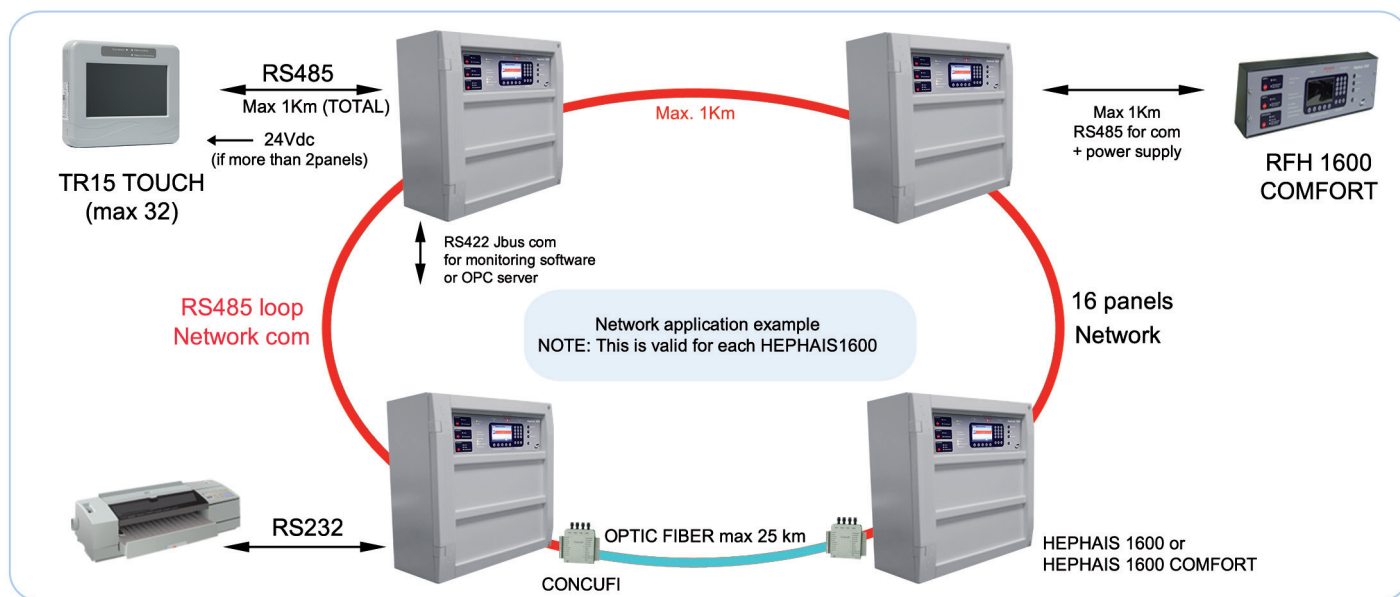 RS485
Max 1Km (TOTAL)
24Vdc
(if more than 2panels)
TR15 TOUCH
(max 32)
Max. 1Km
Max 1Km
RS485 for com
+ power supply
RFH 1600
COMFORT
RS422 Jbus com
for monitoring software
or OPC server
RS485 loop
Network com
Network application example
NOTE: This is valid for each HEPHAIS1600
16 panels
Network
RS232
OPTIC FIBER max 25 km
CONCUFI
HEPHAIS 1600 or
HEPHAIS 1600 COMFORT